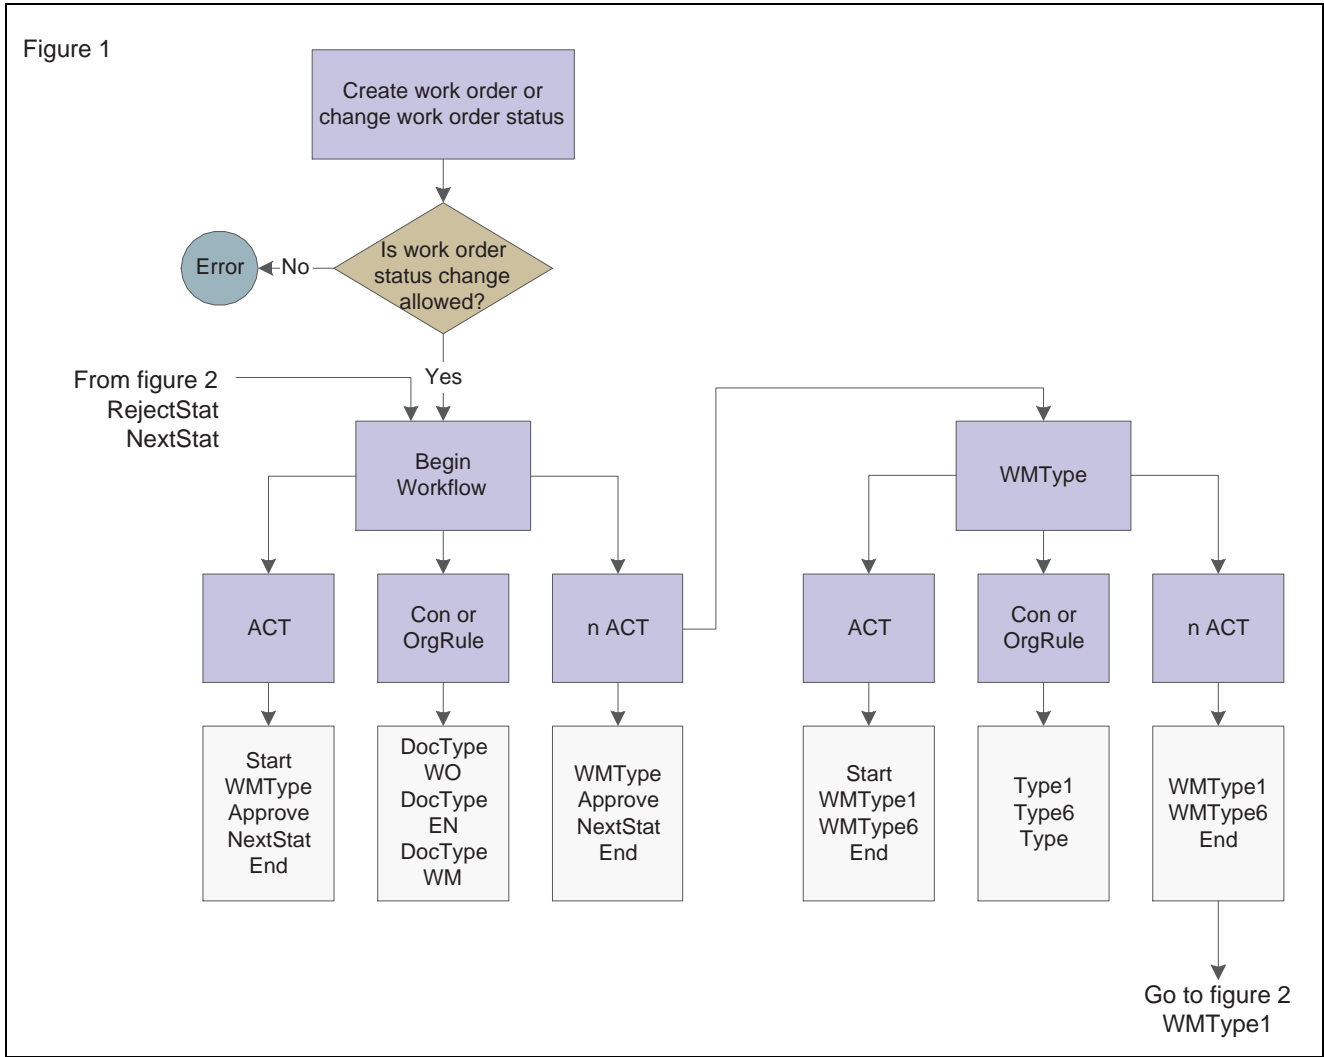 Figure 1
Create work order or
change work order status
Is work order
status change
allowed?
No
Error
Yes
From figure 2
RejectStat
NextStat
Begin
Workflow
WMType
ACT
Con or
OrgRule
n ACT
ACT
Con or
OrgRule
n ACT
Start
WMType
Approve
NextStat
End
DocType
WO
DocType
EN
DocType
WM
WMType
Approve
NextStat
End
Start
WMType1
WMType6
End
Type1
Type6
Type
WMType1
WMType6
End
Go to figure 2
WMType1